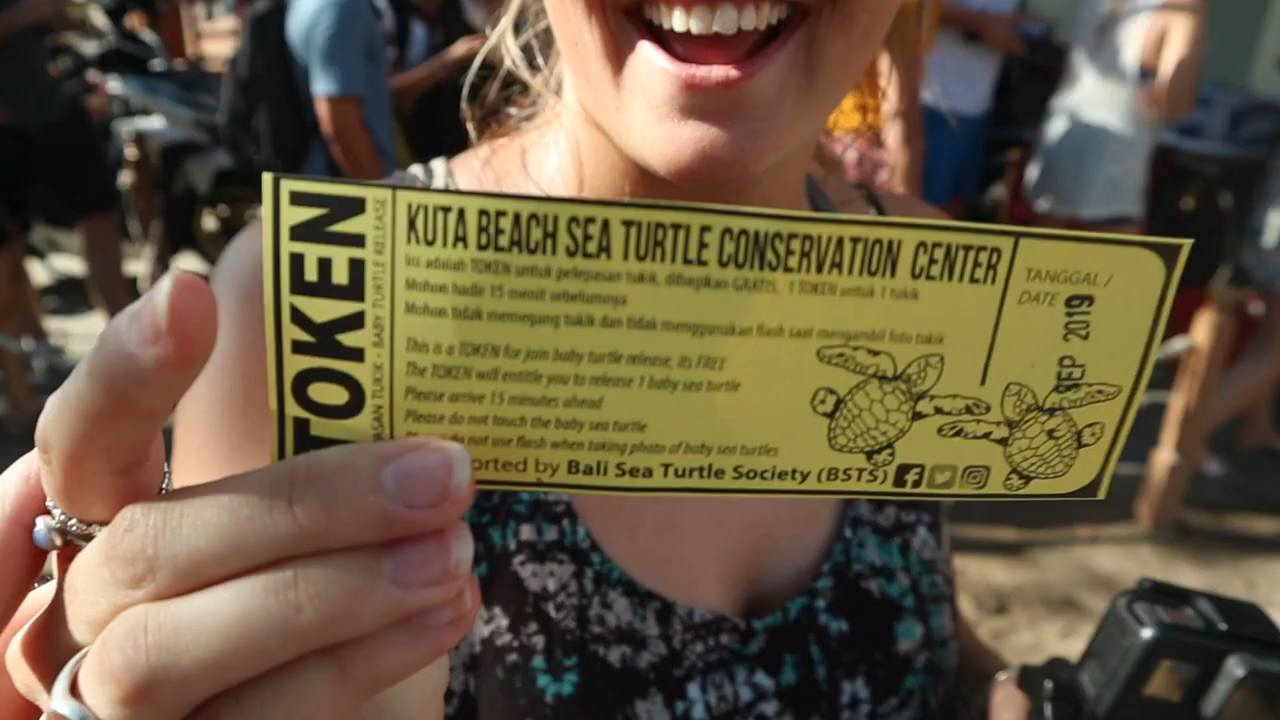 TOKEN
ASAN TUKIK - BABY TURTLE RELEASE
KUTA BEACH SEA TURTLE CONSERVATION CENTER
Ini adalah TOKEN untuk pelepasan tukik, dibagikan GRATIS, 1 TOKEN untuk 1 tukik
Mohon hadir 15 menit sebelumnya
Mohon tidak memegang tukik dan tidak menggunakan flash saat mengambil foto tukik
This is a TOKEN for join baby turtle release, its FREE
The TOKEN will entitle you to release 1 baby sea turtle
Please arrive 15 minutes ahead
Please do not touch the baby sea turtle
do not use flash when taking photo of baby sea turtles
orted by Bali Sea Turtle Society (BSTS)
TANGGAL /
DATE
SEP 2019